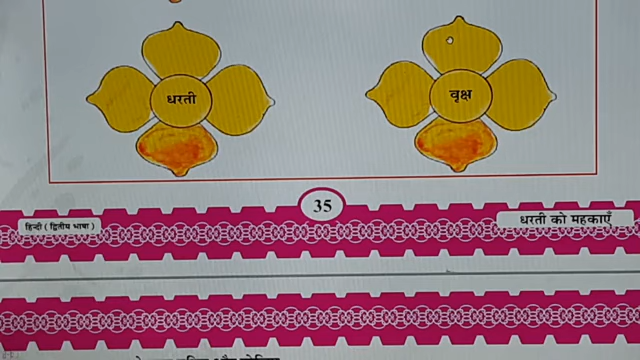 धरती
वृक्ष
35
हिन्दी ( द्वितीय भाषा )
धरती को महकाएँ